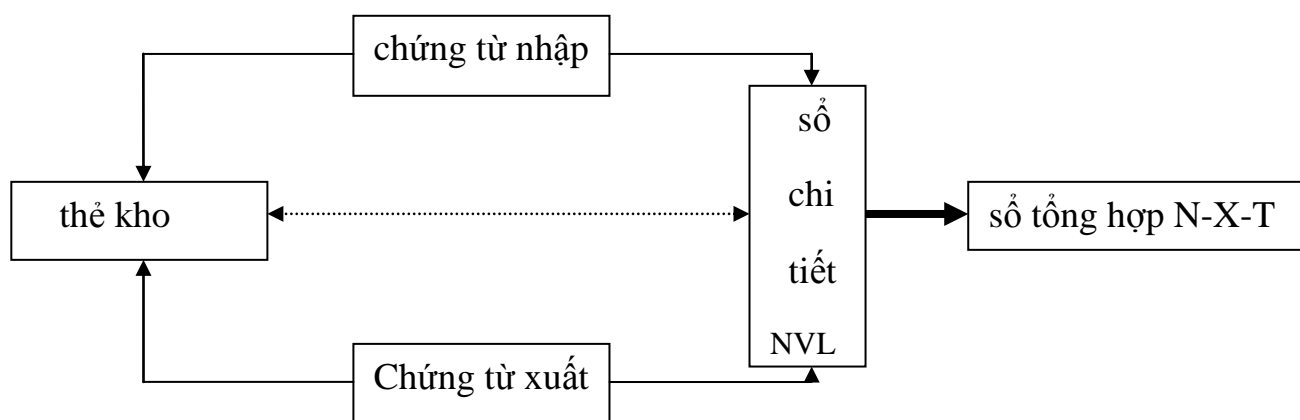 chứng từ nhập
sổ
chi
tiết
NVL
thẻ kho
sổ tổng hợp N-X-T
Chứng từ xuất